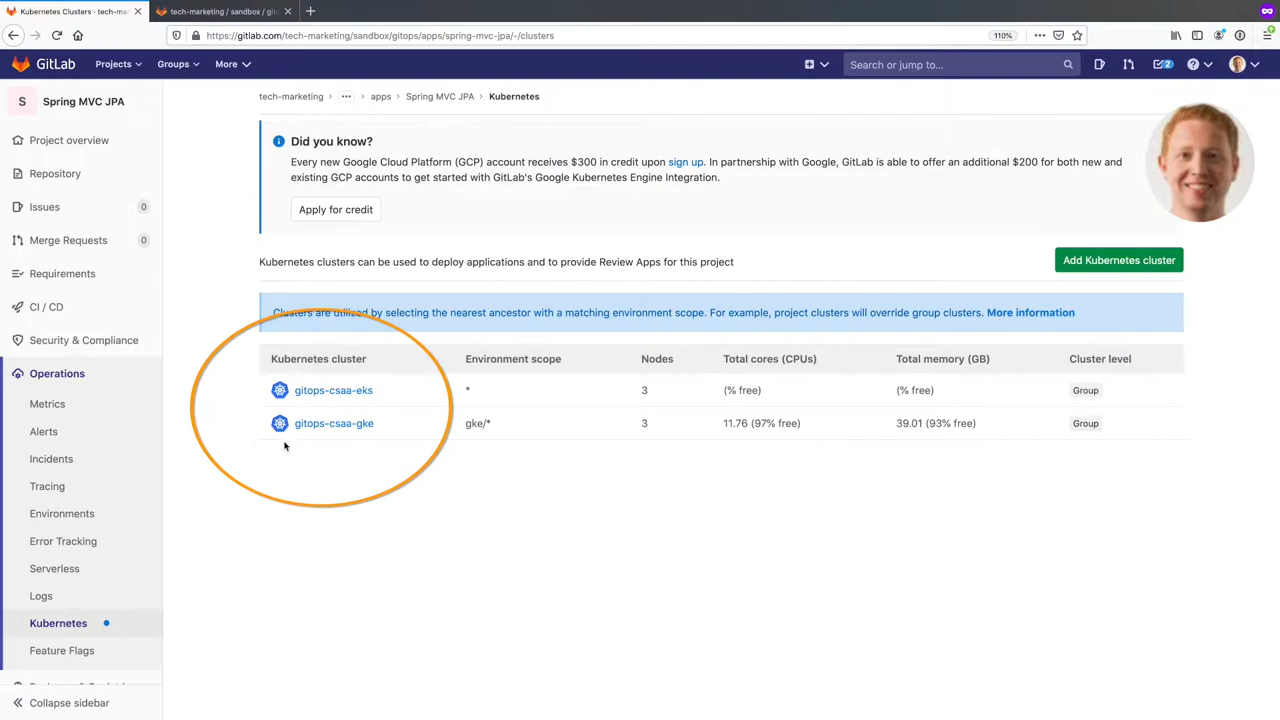 Kubernetes Clusters · tech-mar
tech-marketing / sandbox / git
https://gitlab.com/tech-marketing/sandbox/gitops/apps/spring-mvc-jpa/-/clusters
110%
GitLab
Projects
Groups
More
Search or jump to...
2
S
Spring MVC JPA
tech-marketing
apps
Spring MVC JPA
Kubernetes
Project overview
Repository
Issues
0
Merge Requests
0
Requirements
CI / CD
Security & Compliance
Operations
Metrics
Alerts
Incidents
Tracing
Environments
Error Tracking
Serverless
Logs
Kubernetes
Feature Flags
Collapse sidebar
Did you know?
Every new Google Cloud Platform (GCP) account receives $300 in credit upon sign up. In partnership with Google, GitLab is able to offer an additional $200 for both new and
existing GCP accounts to get started with GitLab's Google Kubernetes Engine Integration.
Apply for credit
Kubernetes clusters can be used to deploy applications and to provide Review Apps for this project
Add Kubernetes cluster
Clusters are utilized by selecting the nearest ancestor with a matching environment scope. For example, project clusters will override group clusters. More information
Kubernetes cluster Environment scope Nodes Total cores (CPUs) Total memory (GB) Cluster level
gitops-csaa-eks * 3 (% free) (% free) Group
gitops-csaa-gke gke/* 3 11.76 (97% free) 39.01 (93% free) Group